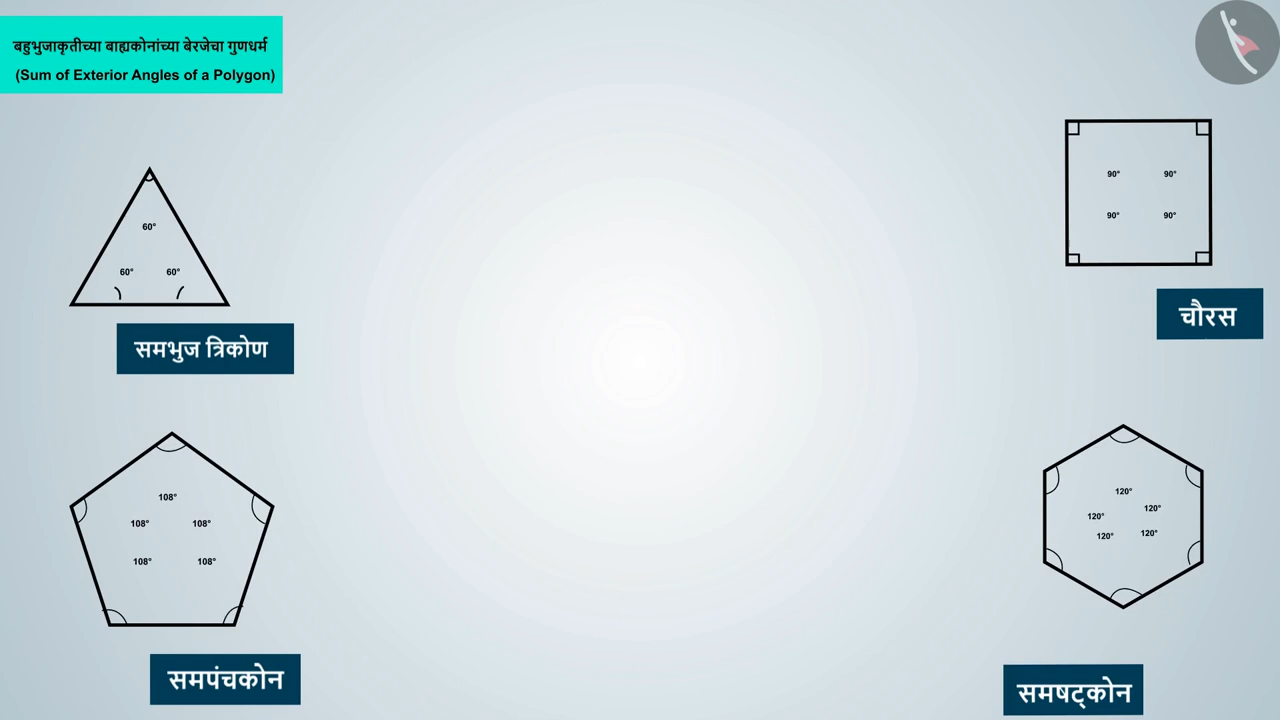 बहुभुजाकृतीच्या बाह्यकोनांच्या बेरजेचा गुणधर्म
(Sum of Exterior Angles of a Polygon)
60°
60° 60°
समभुज त्रिकोण
90° 90°
90° 90°
चौरस
108°
108° 108°
108° 108°
समपंचकोन
120°
120°
120°
120°
120°
समषट्कोन